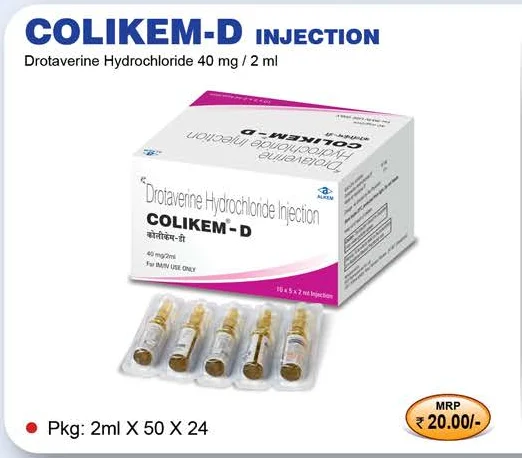 COLIKEM-D INJECTION
Drotaverine Hydrochloride 40 mg / 2 ml
Drotaverine
Hydrochloride Injection
COLIKEM - D
कोलीकेम-डी
ALKEM
Drotaverine Hydrochloride Injection
COLIKEM® - D
कोलीकेम-डी
40 mg/2ml
For IM/IV USE ONLY
10 x 5 x 2 ml Injection
• Pkg: 2ml X 50 X 24
MRP
₹ 20.00/-